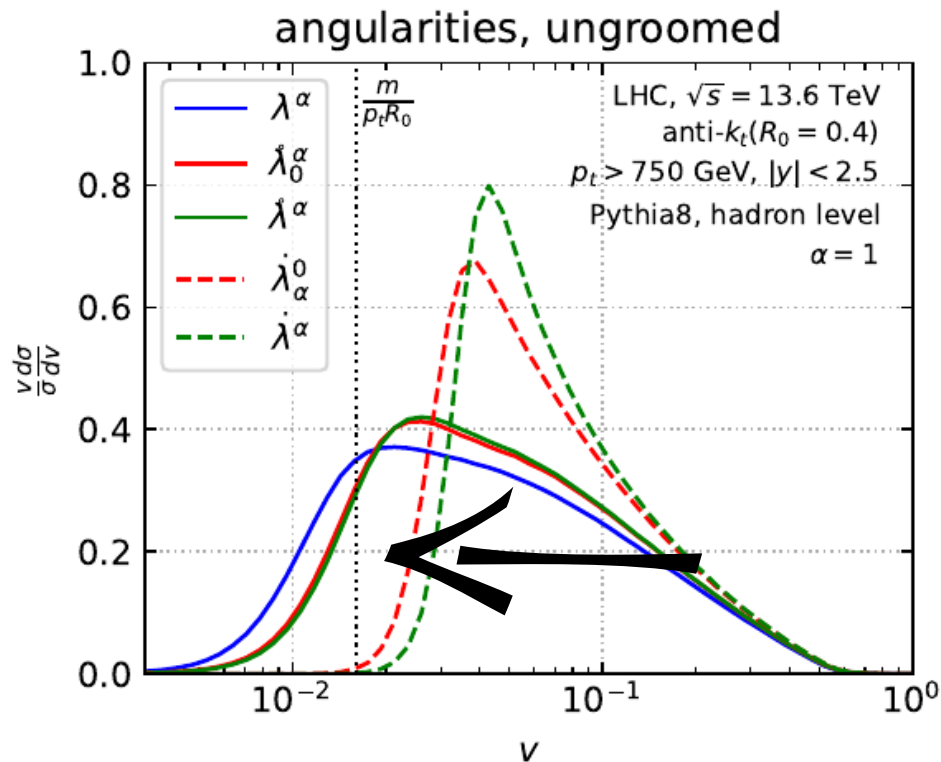 angularities, ungroomed
1.0
0.8
0.6
0.4
0.2
0.0
v dσ
σ dv
λ^α
λ̊_0^α
λ̊^α
λ̇_α^0
λ̇^α
m
p_t R_0
LHC, √s = 13.6 TeV
anti-k_t(R_0 = 0.4)
p_t > 750 GeV, |y| < 2.5
Pythia8, hadron level
α = 1
10^−2
10^−1
10^0
v